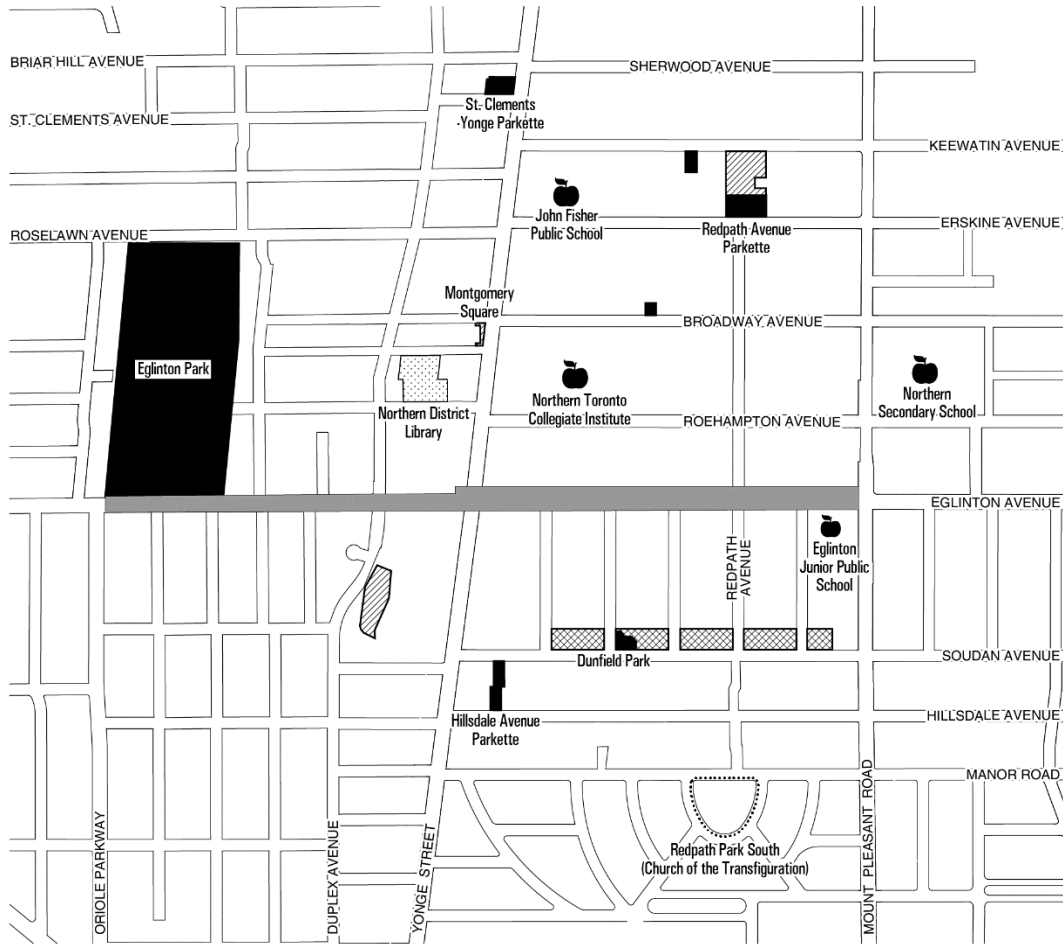 BRIAR HILL AVENUE
SHERWOOD AVENUE
St. Clements
-Yonge Parkette
ST. CLEMENTS AVENUE
KEEWATIN AVENUE
John Fisher
Public School
Redpath Avenue
Parkette
ERSKINE AVENUE
ROSELAWN AVENUE
Montgomery
Square
BROADWAY AVENUE
Eglinton Park
Northern District
Library
Northern Toronto
Collegiate Institute
Northern
Secondary School
ROEHAMPTON AVENUE
EGLINTON AVENUE
Eglinton
Junior Public
School
REDPATH
AVENUE
Dunfield Park
SOUDAN AVENUE
Hillsdale Avenue
Parkette
HILLSDALE AVENUE
MANOR ROAD
Redpath Park South
(Church of the Transfiguration)
ORIOLE PARKWAY
DUPLEX AVENUE
YONGE STREET
MOUNT PLEASANT ROAD